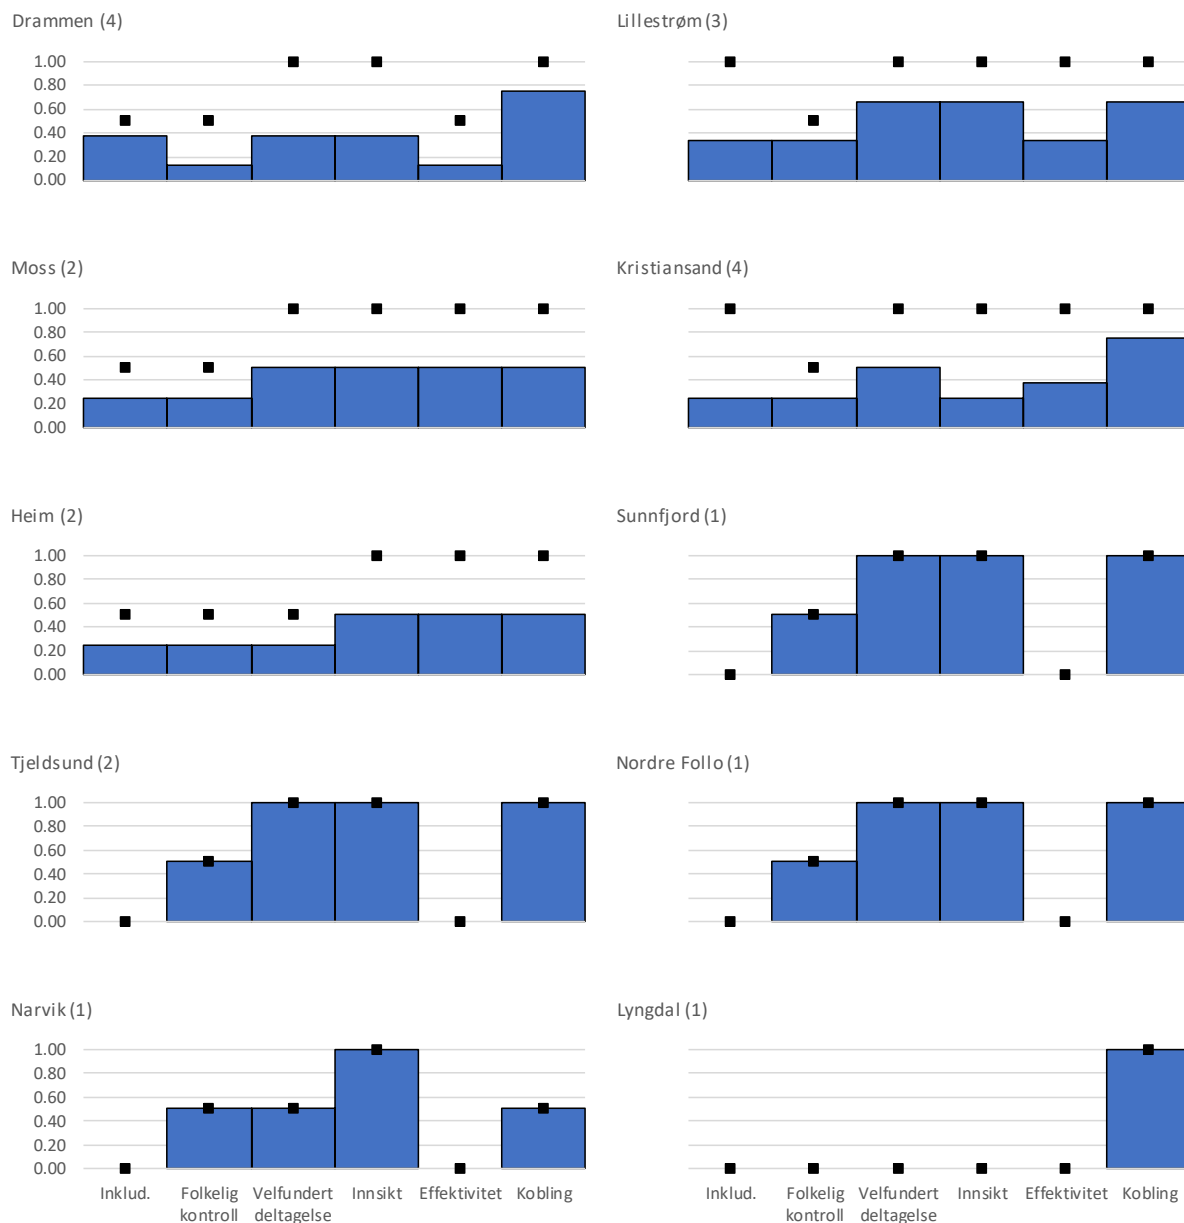 Drammen (4)
1.00
0.80
0.60
0.40
0.20
0.00
Lillestrøm (3)
Moss (2)
1.00
0.80
0.60
0.40
0.20
0.00
Kristiansand (4)
Heim (2)
1.00
0.80
0.60
0.40
0.20
0.00
Sunnfjord (1)
Tjeldsund (2)
1.00
0.80
0.60
0.40
0.20
0.00
Nordre Follo (1)
Narvik (1)
1.00
0.80
0.60
0.40
0.20
0.00
Inklud.
Folkelig
kontroll
Velfundert
deltagelse
Innsikt
Effektivitet
Kobling
Lyngdal (1)
Inklud.
Folkelig
kontroll
Velfundert
deltagelse
Innsikt
Effektivitet
Kobling